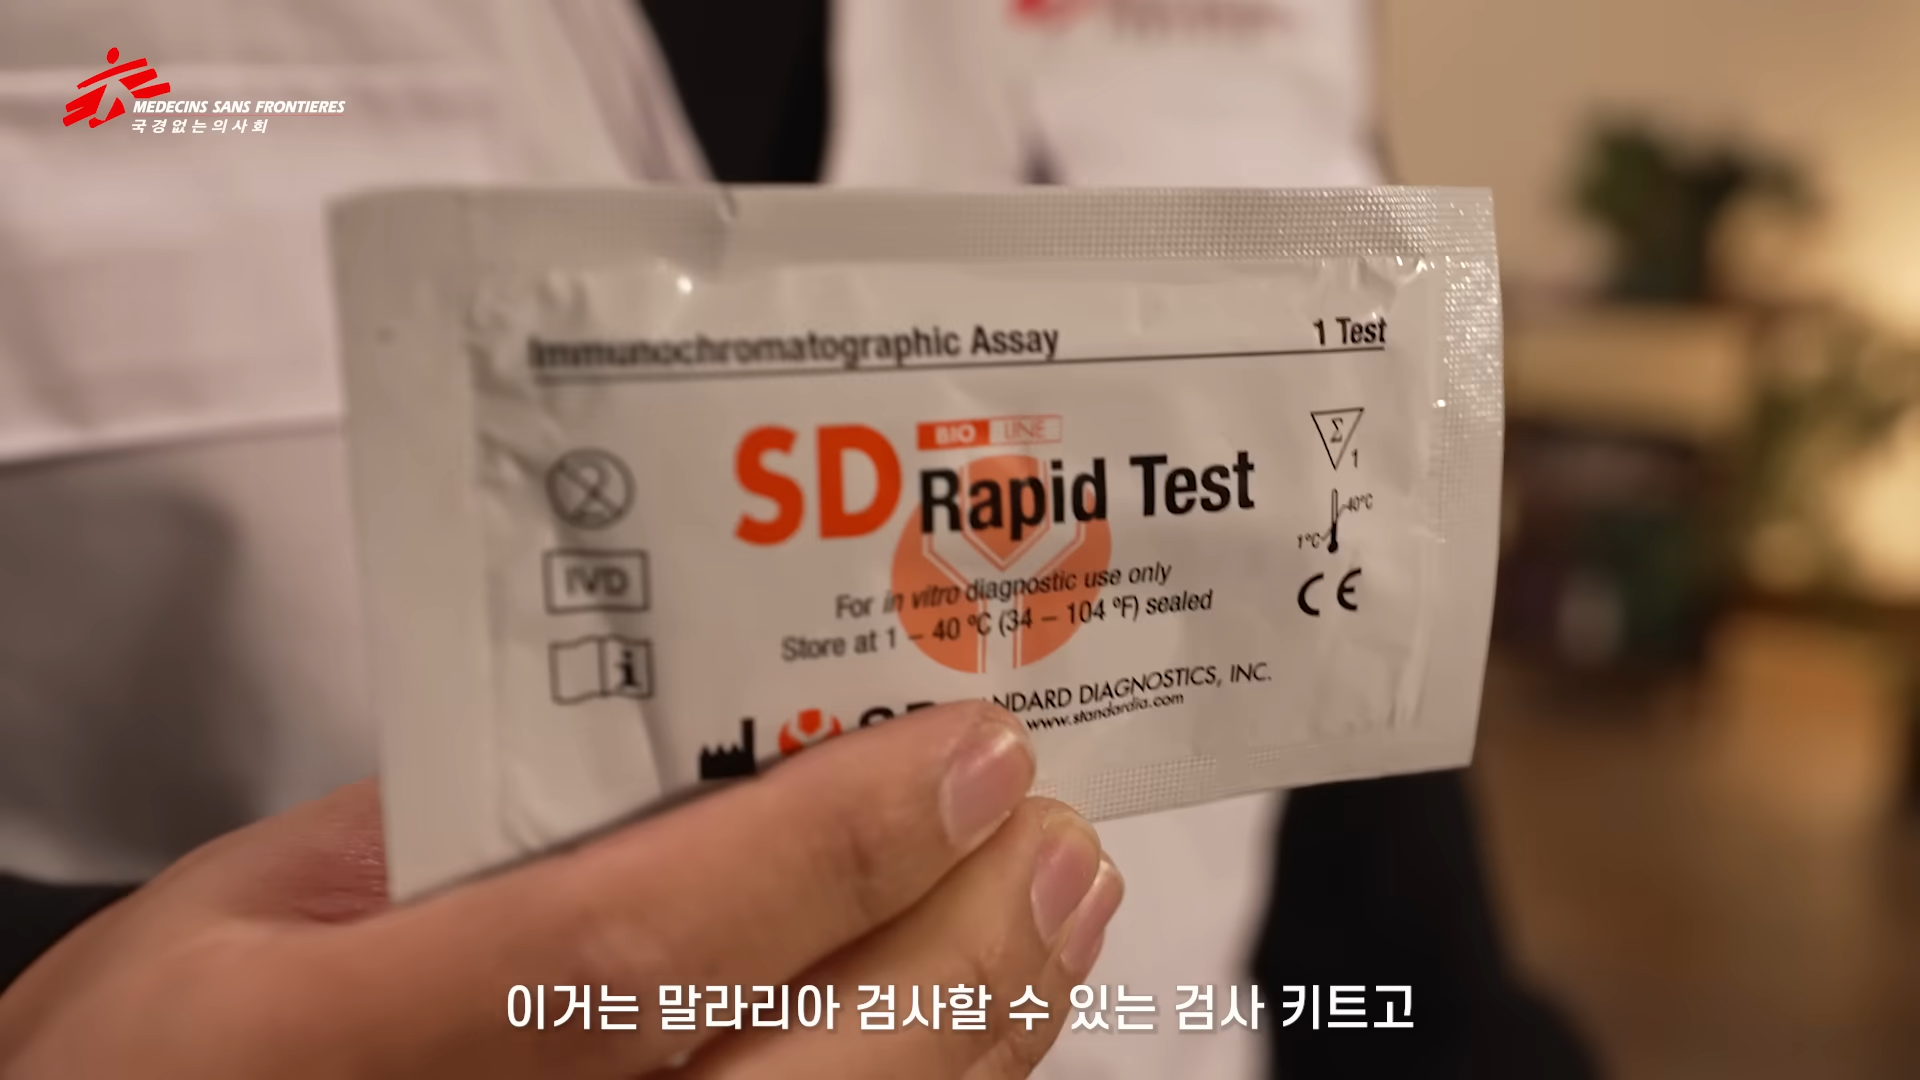 MEDECINS SANS FRONTIERES
국경없는의사회
Immunochromatographic Assay
1 Test
SD BIO LINE
Rapid Test
Σ
1
40°C
1°C
IVD
i
For in vitro diagnostic use only
Store at 1 – 40 ºC (34 – 104 ºF) sealed
CE
NDARD DIAGNOSTICS, INC.
www.standardia.com
이거는 말라리아 검사할 수 있는 검사 키트고